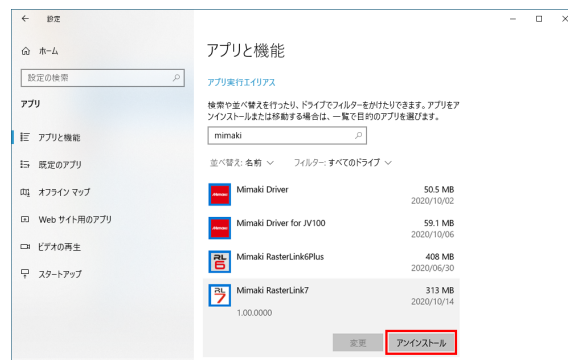 設定
ホーム
設定の検索
アプリ
アプリと機能
既定のアプリ
オフライン マップ
Web サイト用のアプリ
ビデオの再生
スタートアップ
アプリと機能
アプリ実行エイリアス
検索や並べ替えを行ったり、ドライブでフィルターをかけたりできます。アプリをア
ンインストールまたは移動する場合は、一覧で目的のアプリを選びます。
mimaki
並べ替え: 名前 フィルター: すべてのドライブ
Mimaki Driver 50.5 MB
2020/10/02
Mimaki Driver for JV100 59.1 MB
2020/10/06
RL
6
Mimaki RasterLink6Plus 408 MB
2020/06/30
RL
7
Mimaki RasterLink7 313 MB
2020/10/14
1.00.0000
変更 アンインストール